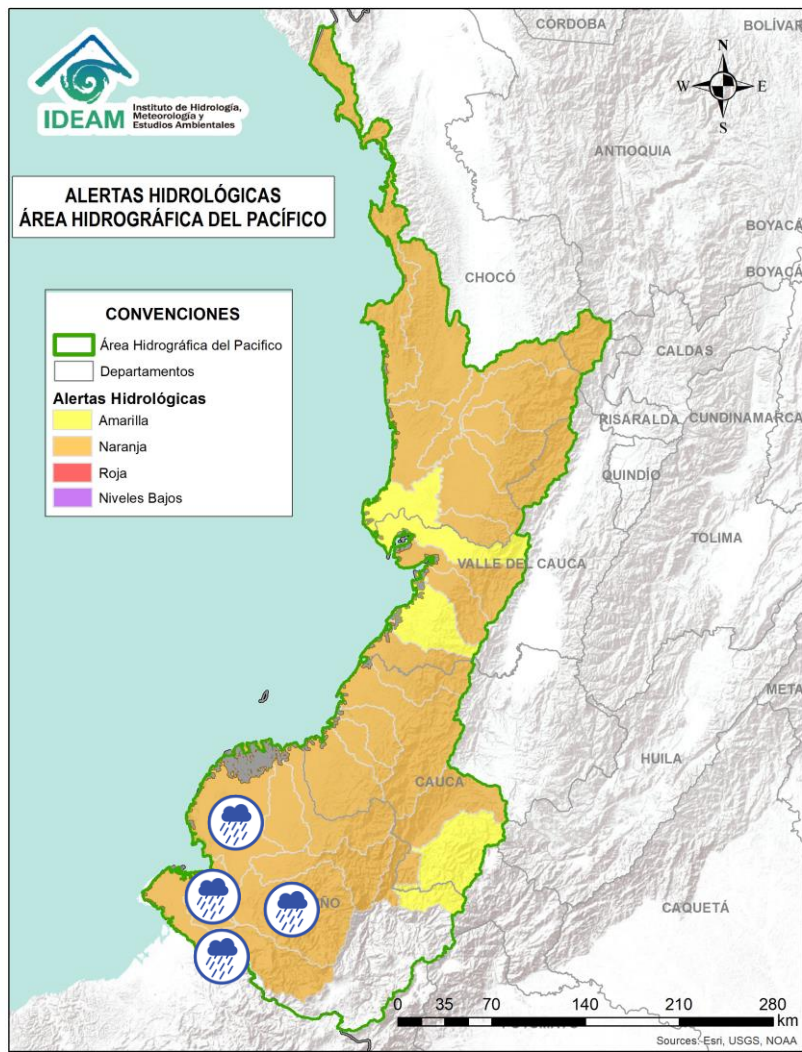 CÓRDOBA
BOLÍVAR
N
W
E
S
IDEAM
Instituto de Hidrología,
Meteorología y
Estudios Ambientales
ANTIOQUIA
ALERTAS HIDROLÓGICAS
ÁREA HIDROGRÁFICA DEL PACÍFICO
BOYACÁ
BOYACÁ
CHOCÓ
CONVENCIONES
Área Hidrográfica del Pacifico
Departamentos
Alertas Hidrológicas
Amarilla
Naranja
Roja
Niveles Bajos
CALDAS
RISARALDA
CUNDINAMARCA
QUINDÍO
TOLIMA
VALLE DEL CAUCA
META
HUILA
CAUCA
CAQUETÁ
ÑO
0 35 70 140 210 280
km
Sources: Esri, USGS, NOAA